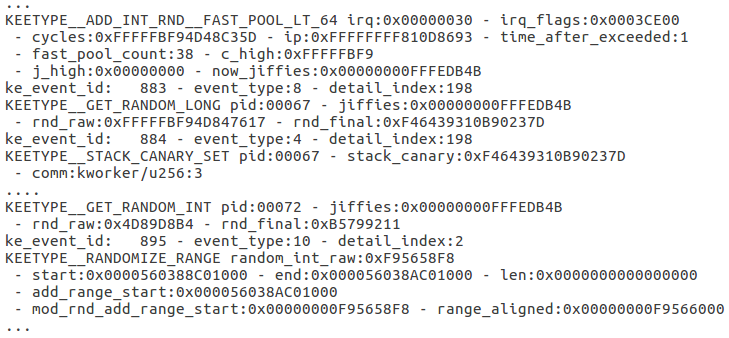 ...
KEETYPE__ADD_INT_RND__FAST_POOL_LT_64 irq:0x00000030 - irq_flags:0x0003CE00
 - cycles:0xFFFFFBF94D48C35D - ip:0xFFFFFFFF810D8693 - time_after_exceeded:1
 - fast_pool_count:38 - c_high:0xFFFFFBF9
 - j_high:0x00000000 - now_jiffies:0x00000000FFFEDB4B
ke_event_id:   883 - event_type:8 - detail_index:198
KEETYPE__GET_RANDOM_LONG pid:00067 - jiffies:0x00000000FFFEDB4B
 - rnd_raw:0xFFFFFBF94D847617 - rnd_final:0xF46439310B90237D
ke_event_id:   884 - event_type:4 - detail_index:198
KEETYPE__STACK_CANARY_SET pid:00067 - stack_canary:0xF46439310B90237D
 - comm:kworker/u256:3
....
KEETYPE__GET_RANDOM_INT pid:00072 - jiffies:0x00000000FFFEDB4B
 - rnd_raw:0x4D89D8B4 - rnd_final:0xB5799211
ke_event_id:   895 - event_type:10 - detail_index:2
KEETYPE__RANDOMIZE_RANGE random_int_raw:0xF95658F8
 - start:0x0000560388C01000 - end:0x000056038AC01000 - len:0x0000000000000000
 - add_range_start:0x000056038AC01000
 - mod_rnd_add_range_start:0x00000000F95658F8 - range_aligned:0x00000000F9566000
...